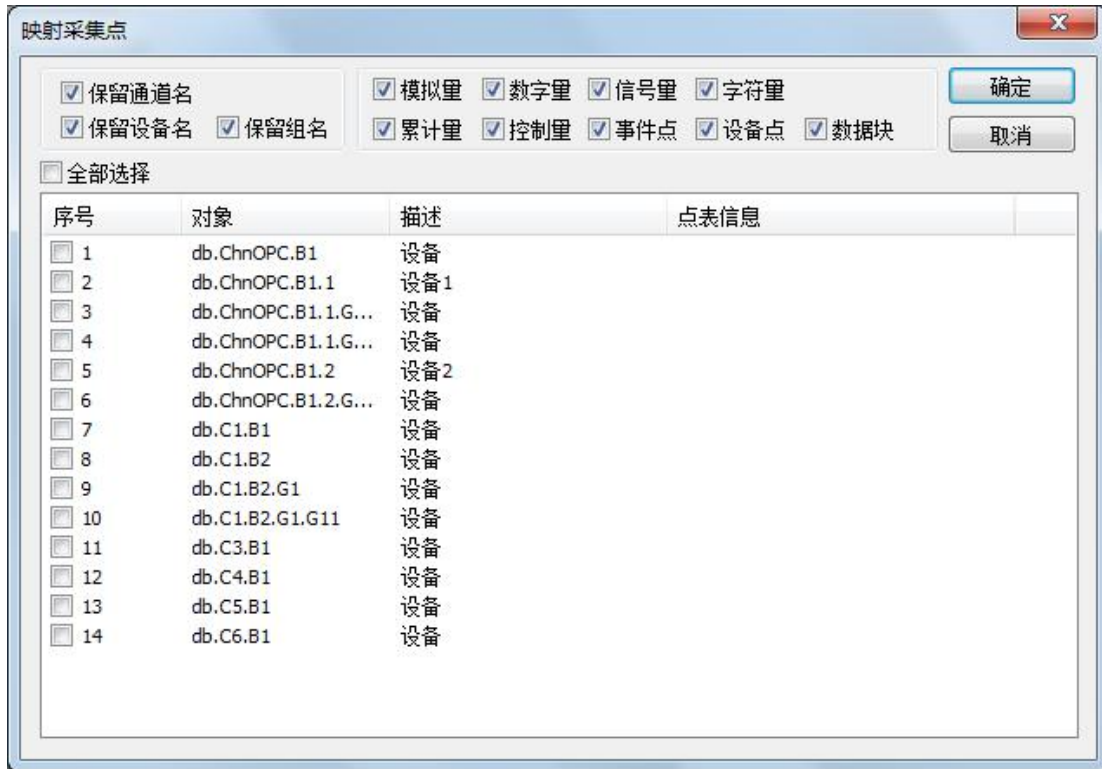 映射采集点
保留通道名
保留设备名 保留组名
模拟量 数字量 信号量 字符量
累计量 控制量 事件点 设备点 数据块
确定
取消
全部选择
序号 对象 描述 点表信息
1 db.ChnOPC.B1 设备
2 db.ChnOPC.B1.1 设备1
3 db.ChnOPC.B1.1.G... 设备
4 db.ChnOPC.B1.1.G... 设备
5 db.ChnOPC.B1.2 设备2
6 db.ChnOPC.B1.2.G... 设备
7 db.C1.B1 设备
8 db.C1.B2 设备
9 db.C1.B2.G1 设备
10 db.C1.B2.G1.G11 设备
11 db.C3.B1 设备
12 db.C4.B1 设备
13 db.C5.B1 设备
14 db.C6.B1 设备